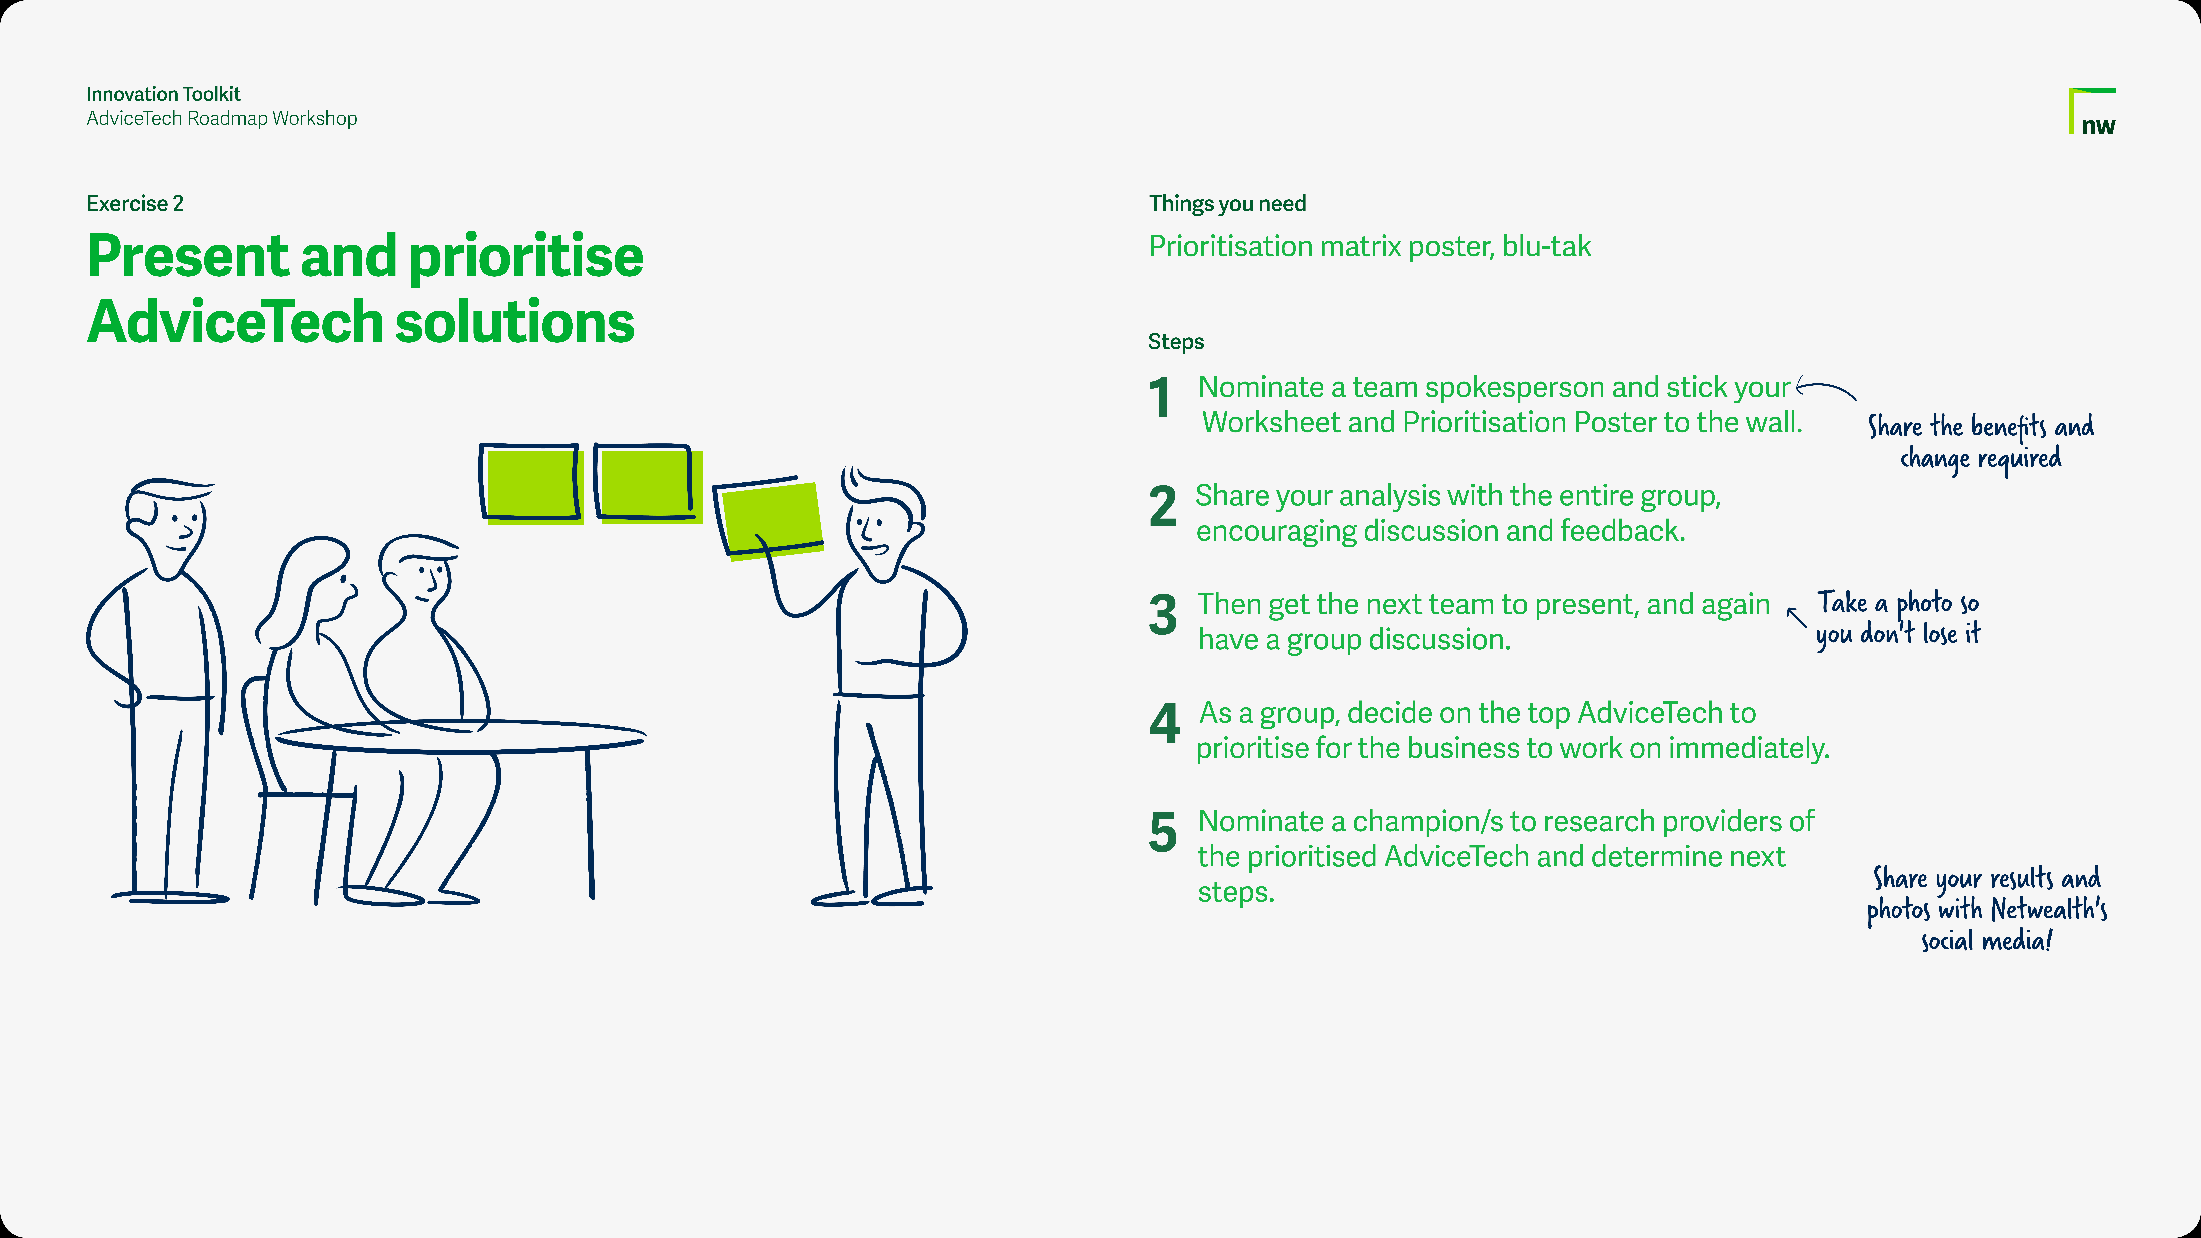 Innovation Toolkit
AdviceTech Roadmap Workshop
nw
Exercise 2
Present and prioritise
AdviceTech solutions
Things you need
Prioritisation matrix poster, blu-tak
Steps
1 Nominate a team spokesperson and stick your
Worksheet and Prioritisation Poster to the wall.
Share the benefits and
change required
2 Share your analysis with the entire group,
encouraging discussion and feedback.
3 Then get the next team to present, and again
have a group discussion.
Take a photo so
you don't lose it
4 As a group, decide on the top AdviceTech to
prioritise for the business to work on immediately.
5 Nominate a champion/s to research providers of
the prioritised AdviceTech and determine next
steps.
Share your results and
photos with Netwealth's
social media!